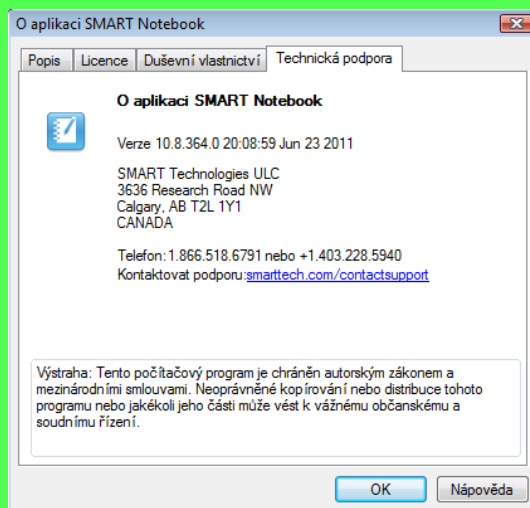 O aplikaci SMART Notebook
Popis Licence Duševní vlastnictví Technická podpora
O aplikaci SMART Notebook
Verze 10.8.364.0 20:08:59 Jun 23 2011
SMART Technologies ULC
3636 Research Road NW
Calgary, AB T2L 1Y1
CANADA
Telefon: 1.866.518.6791 nebo +1.403.228.5940
Kontaktovat podporu:smarttech.com/contactsupport
Výstraha: Tento počítačový program je chráněn autorským zákonem a
mezinárodními smlouvami. Neoprávněné kopírování nebo distribuce tohoto
programu nebo jakékoli jeho části může vést k vážnému občanskému a
soudnímu řízení.
OK Nápověda